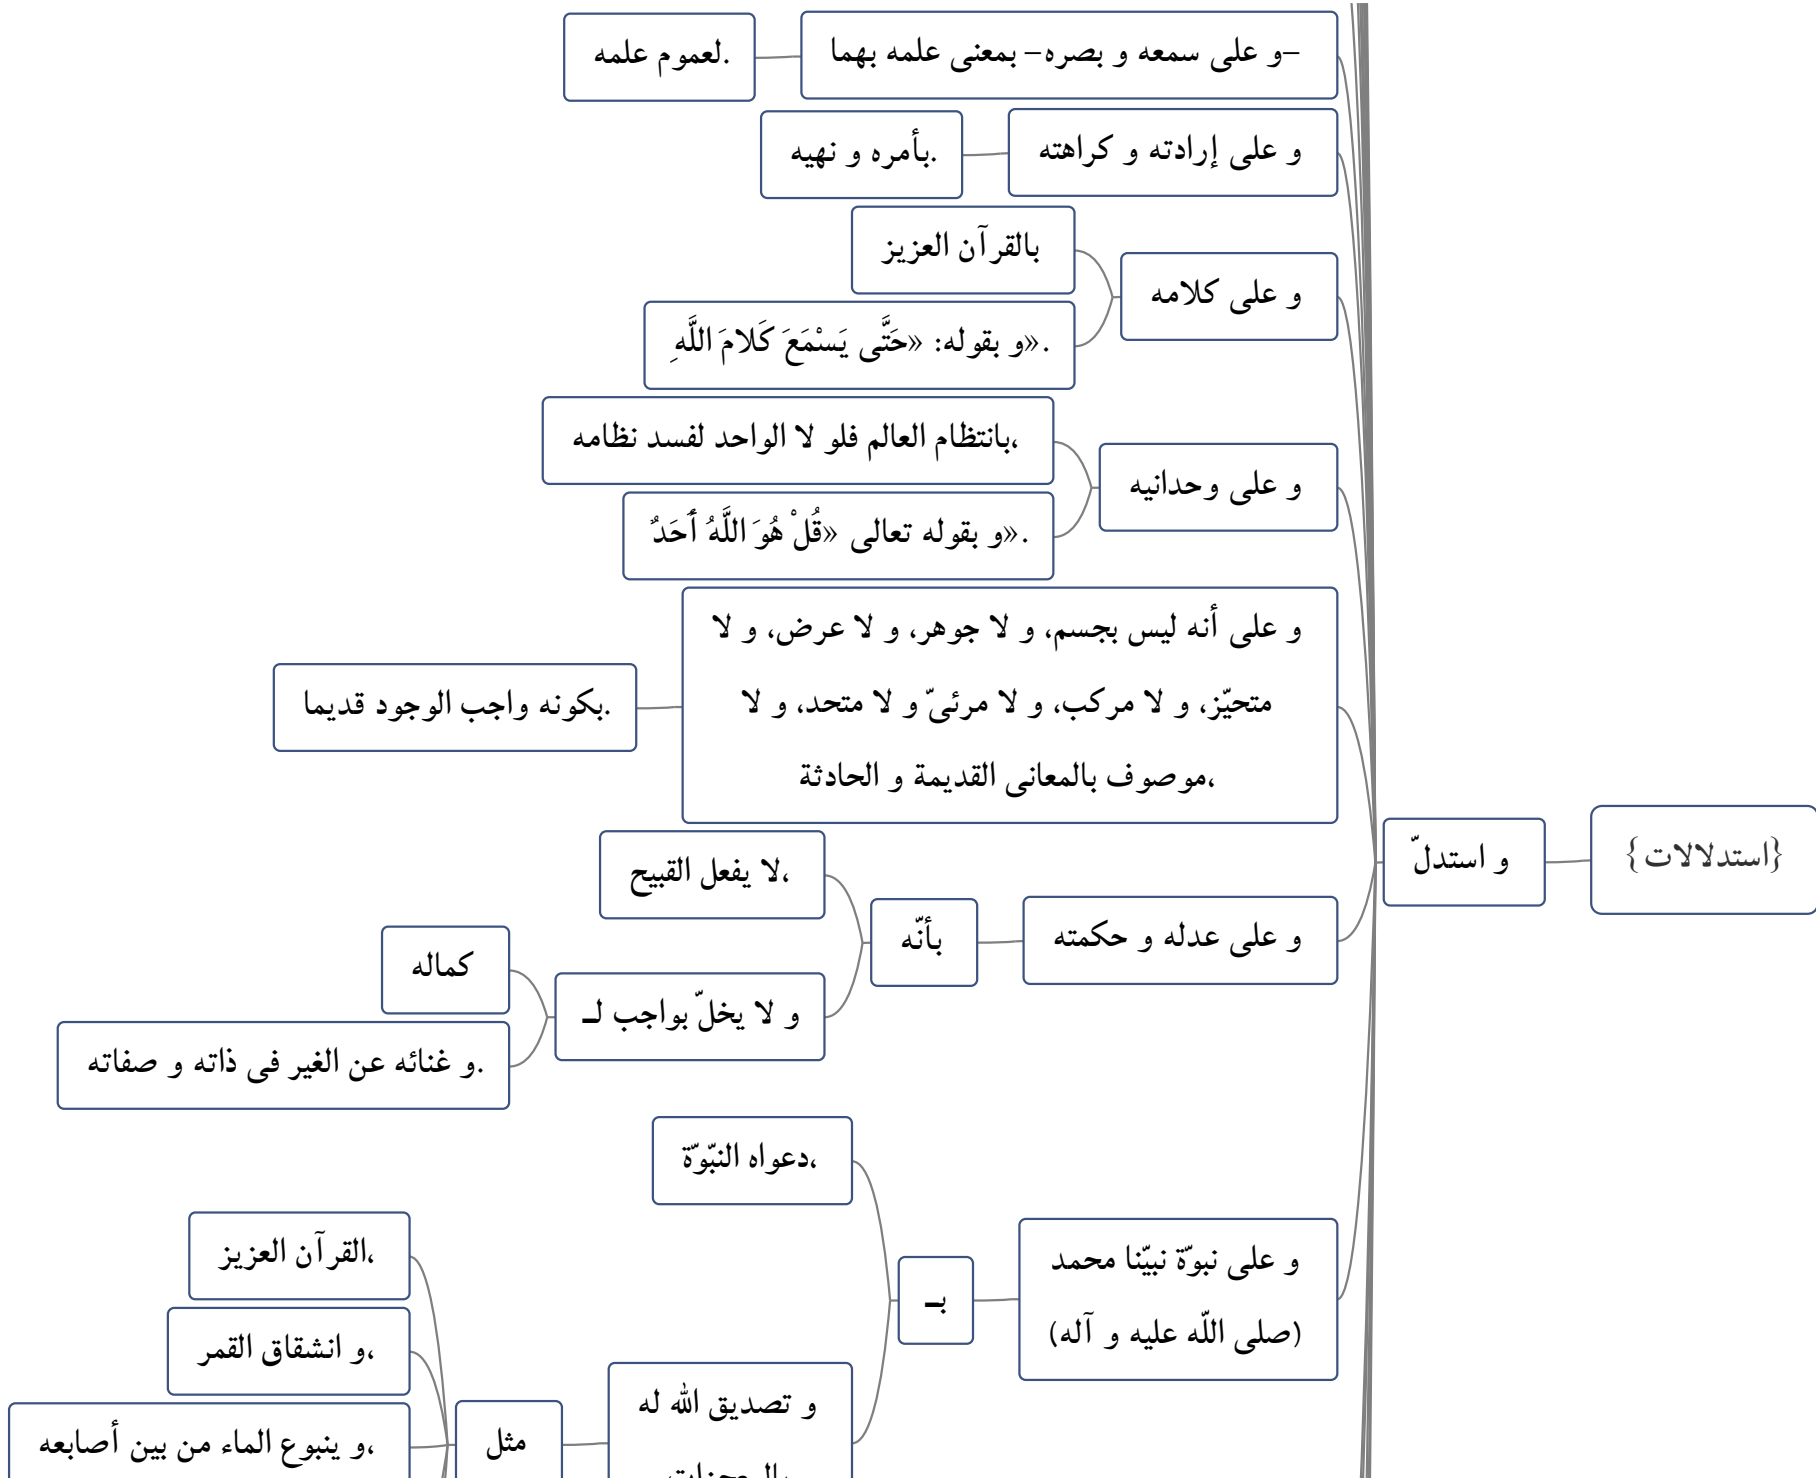 {استدلالات}
و استدلّ
–و على سمعه و بصره– بمعنى علمه بهما
لعموم علمه.
و على إرادته و كراهته
بأمره و نهيه.
و على كلامه
بالقرآن العزيز
و بقوله: «حَتَّى يَسْمَعَ كَلامَ اللَّهِ».
و على وحدانيه
بانتظام العالم فلو لا الواحد لفسد نظامه،
و بقوله تعالى «قُلْ هُوَ اللَّهُ أَحَدٌ».
و على أنه ليس بجسم، و لا جوهر، و لا عرض، و لا
متحيّز، و لا مركب، و لا مرئىّ و لا متحد، و لا
موصوف بالمعانى القديمة و الحادثة،
بكونه واجب الوجود قديما.
و على عدله و حكمته
بأنّه
لا يفعل القبيح،
و لا يخلّ بواجب لـ
كماله
و غنائه عن الغير فى ذاته و صفاته.
و على نبوّة نبيّنا محمد
(صلى اللّه عليه و آله)
بـ
دعواه النبّوّة،
و تصديق الله له
بالمعجزات
مثل
القرآن العزيز،
و انشقاق القمر،
و ينبوع الماء من بين أصابعه،